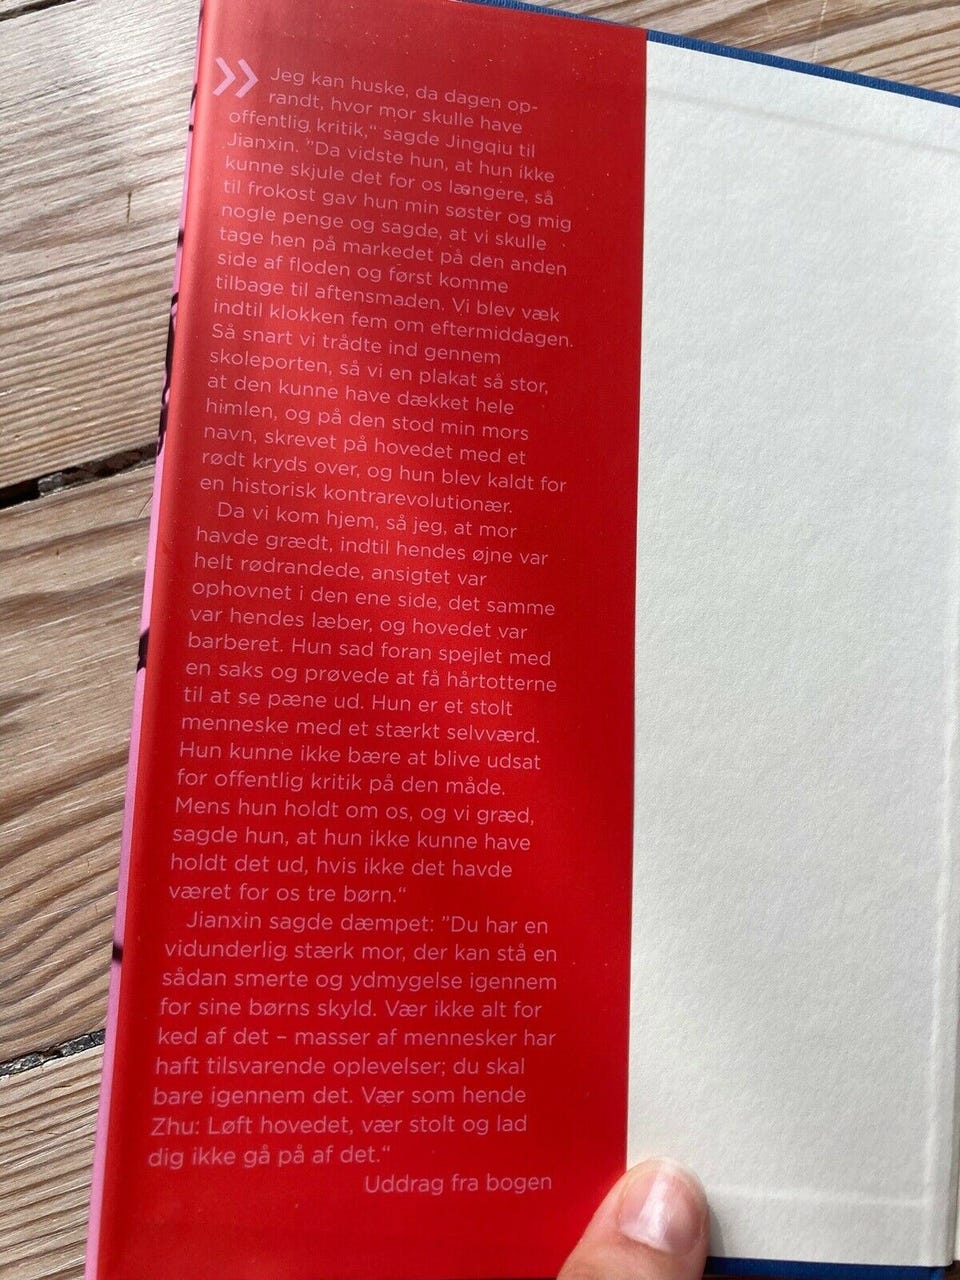 » Jeg kan huske, da dagen op-
randt, hvor mor skulle have
offentlig kritik,“ sagde Jingqiu til
Jianxin. ”Da vidste hun, at hun ikke
kunne skjule det for os længere, så
til frokost gav hun min søster og mig
nogle penge og sagde, at vi skulle
tage hen på markedet på den anden
side af floden og først komme
tilbage til aftensmaden. Vi blev væk
indtil klokken fem om eftermiddagen.
Så snart vi trådte ind gennem
skoleporten, så vi en plakat så stor,
at den kunne have dækket hele
himlen, og på den stod min mors
navn, skrevet på hovedet med et
rødt kryds over, og hun blev kaldt for
en historisk kontrarevolutionær.
Da vi kom hjem, så jeg, at mor
havde grædt, indtil hendes øjne var
helt rødrandede, ansigtet var
ophovnet i den ene side, det samme
var hendes læber, og hovedet var
barberet. Hun sad foran spejlet med
en saks og prøvede at få hårtotterne
til at se pæne ud. Hun er et stolt
menneske med et stærkt selvværd.
Hun kunne ikke bære at blive udsat
for offentlig kritik på den måde.
Mens hun holdt om os, og vi græd,
sagde hun, at hun ikke kunne have
holdt det ud, hvis ikke det havde
været for os tre børn.“
Jianxin sagde dæmpet: ”Du har en
vidunderlig stærk mor, der kan stå en
sådan smerte og ydmygelse igennem
for sine børns skyld. Vær ikke alt for
ked af det – masser af mennesker har
haft tilsvarende oplevelser; du skal
bare igennem det. Vær som hende
Zhu: Løft hovedet, vær stolt og lad
dig ikke gå på af det.“
Uddrag fra bogen